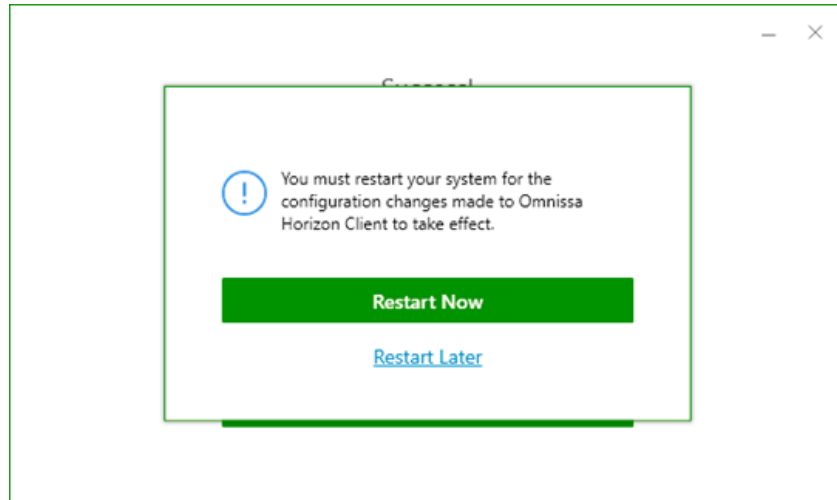 You must restart your system for the
configuration changes made to Omnissa
Horizon Client to take effect.
Restart Now
Restart Later